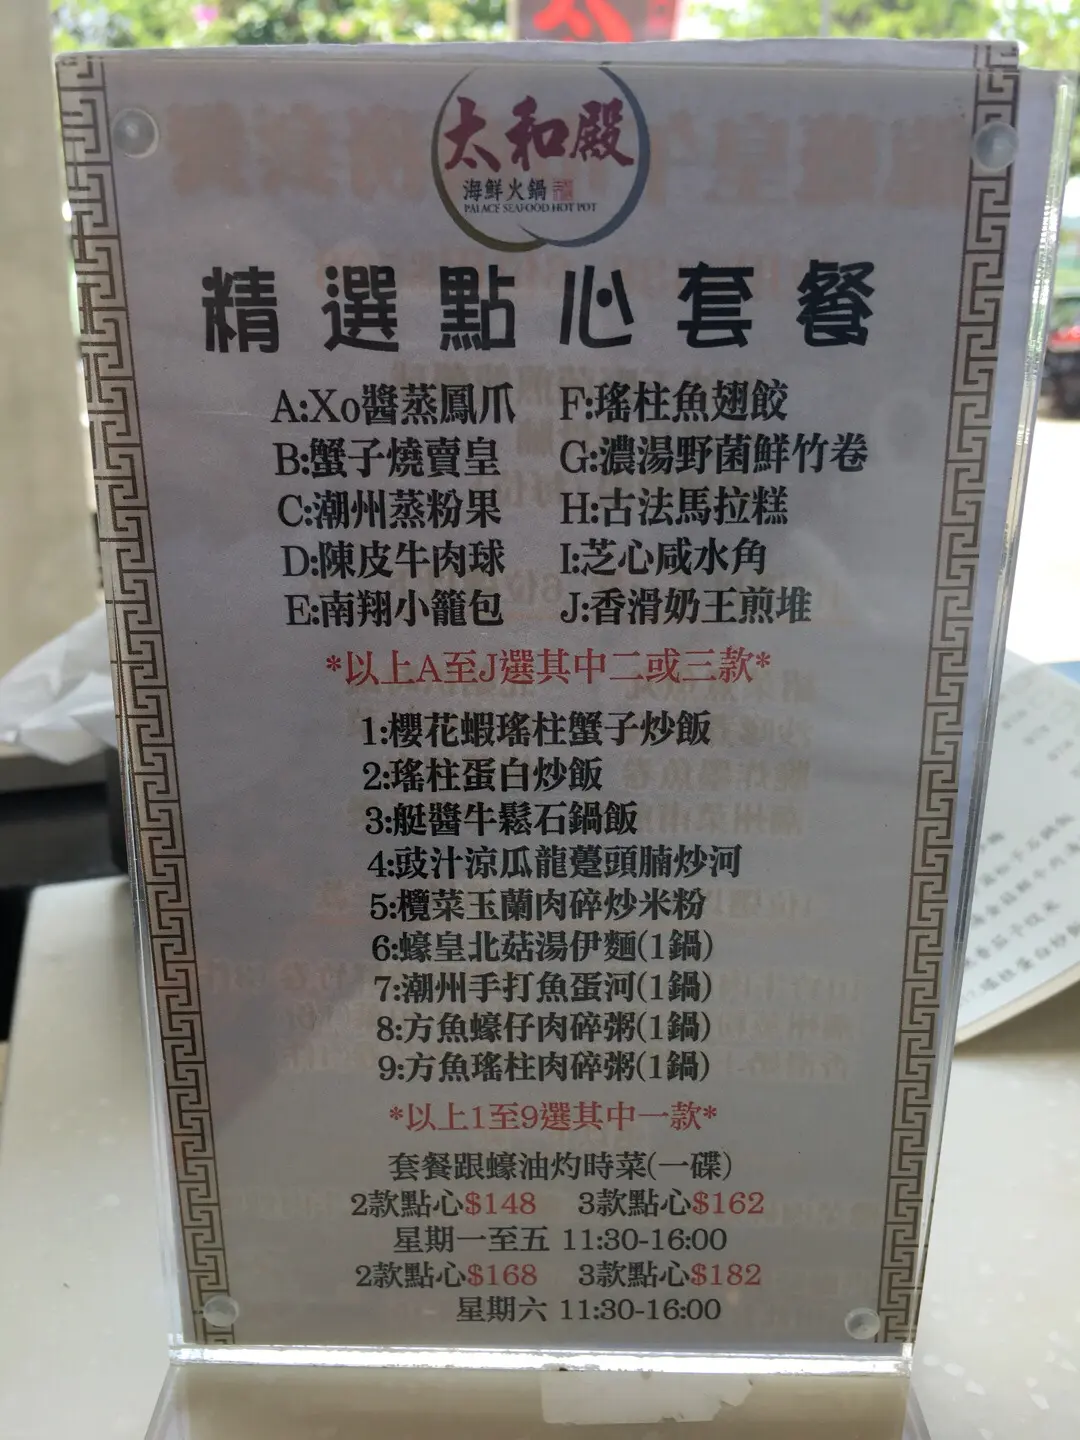 太和殿
海鮮火鍋
PALACE SEAFOOD HOT POT
精選點心套餐
A:Xo醬蒸鳳爪 F:瑤柱魚翅餃
B:蟹子燒賣皇 G:濃湯野菌鮮竹卷
C:潮州蒸粉果 H:古法馬拉糕
D:陳皮牛肉球 I:芝心咸水角
E:南翔小籠包 J:香滑奶王煎堆
*以上A至J選其中二或三款*
1:櫻花蝦瑤柱蟹子炒飯
2:瑤柱蛋白炒飯
3:艇醬牛鬆石鍋飯
4:豉汁涼瓜龍躉頭腩炒河
5:欖菜玉蘭肉碎炒米粉
6:蠔皇北菇湯伊麵(1鍋)
7:潮州手打魚蛋河(1鍋)
8:方魚蠔仔肉碎粥(1鍋)
9:方魚瑤柱肉碎粥(1鍋)
*以上1至9選其中一款*
套餐跟蠔油灼時菜(一碟)
2款點心$148 3款點心$162
星期一至五 11:30-16:00
2款點心$168 3款點心$182
星期六 11:30-16:00